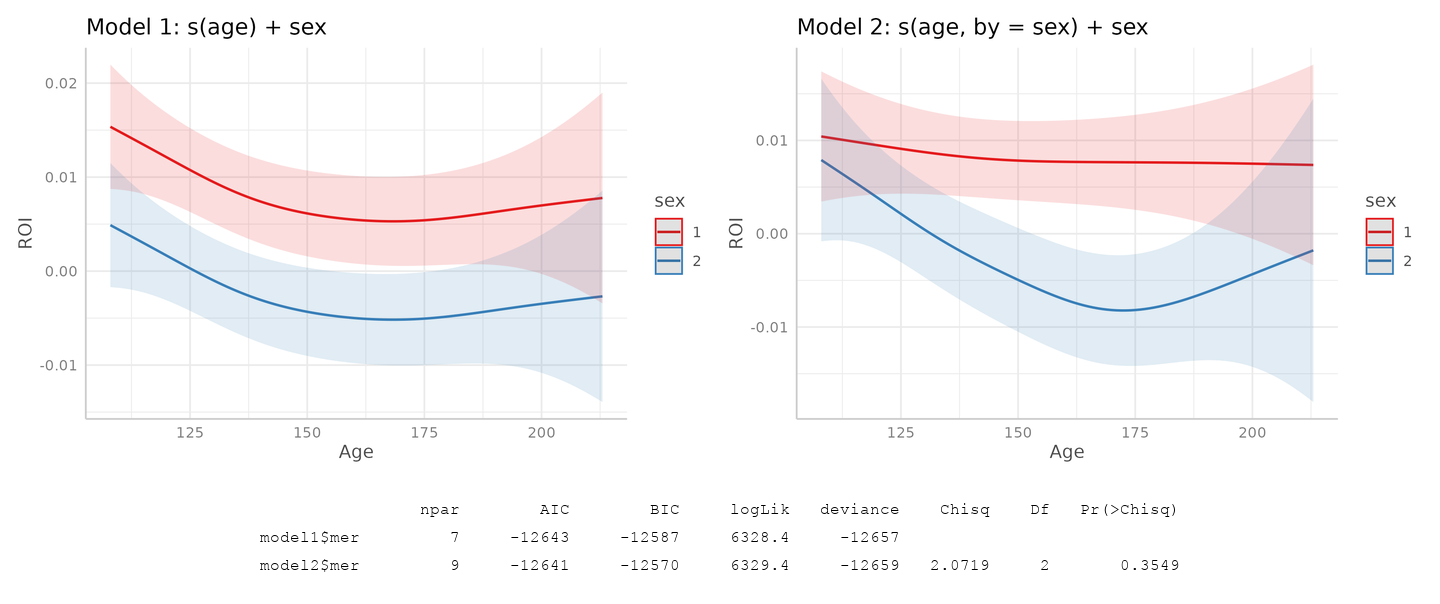 Model 1: s(age) + sex
0.02
0.01
0.00
-0.01
ROI
125 150 175 200
Age
sex
1
2
Model 2: s(age, by = sex) + sex
0.01
0.00
-0.01
ROI
125 150 175 200
Age
sex
1
2
npar AIC BIC logLik deviance Chisq Df Pr(>Chisq)
model1$mer 7 -12643 -12587 6328.4 -12657
model2$mer 9 -12641 -12570 6329.4 -12659 2.0719 2 0.3549